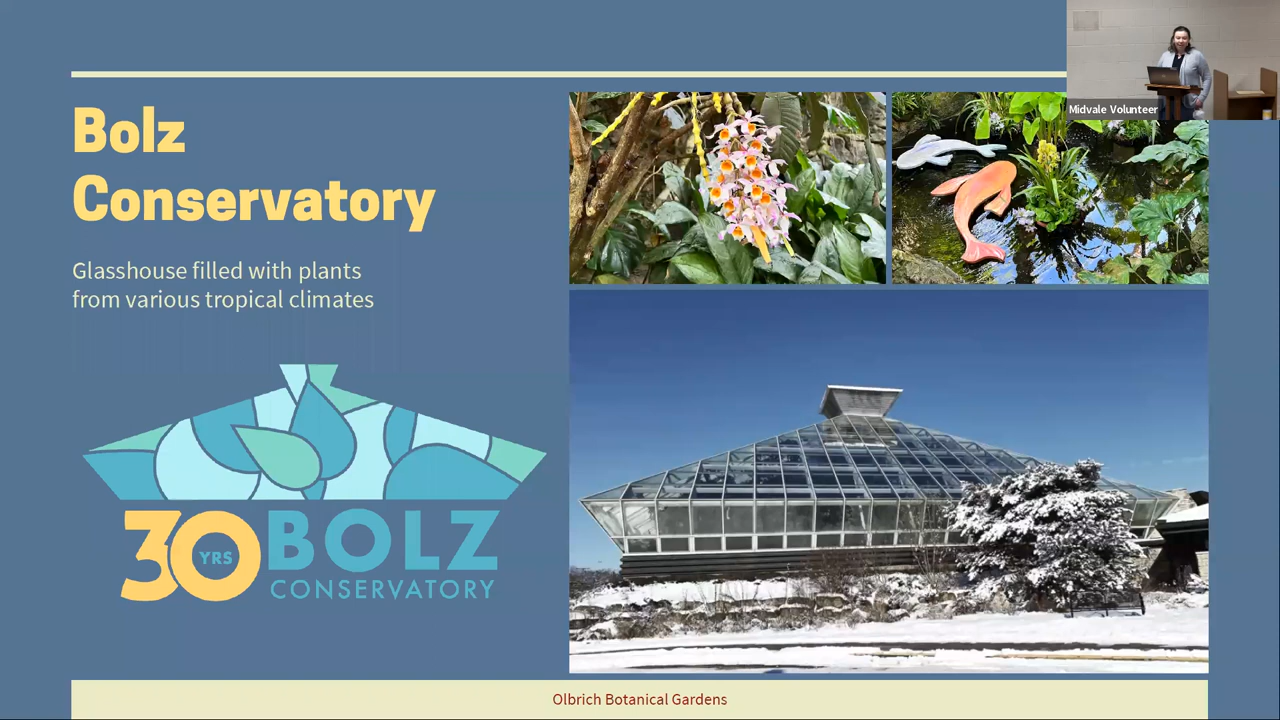 Bolz
Conservatory
Glasshouse filled with plants
from various tropical climates
30 YRS BOLZ
CONSERVATORY
Midvale Volunteer
Olbrich Botanical Gardens